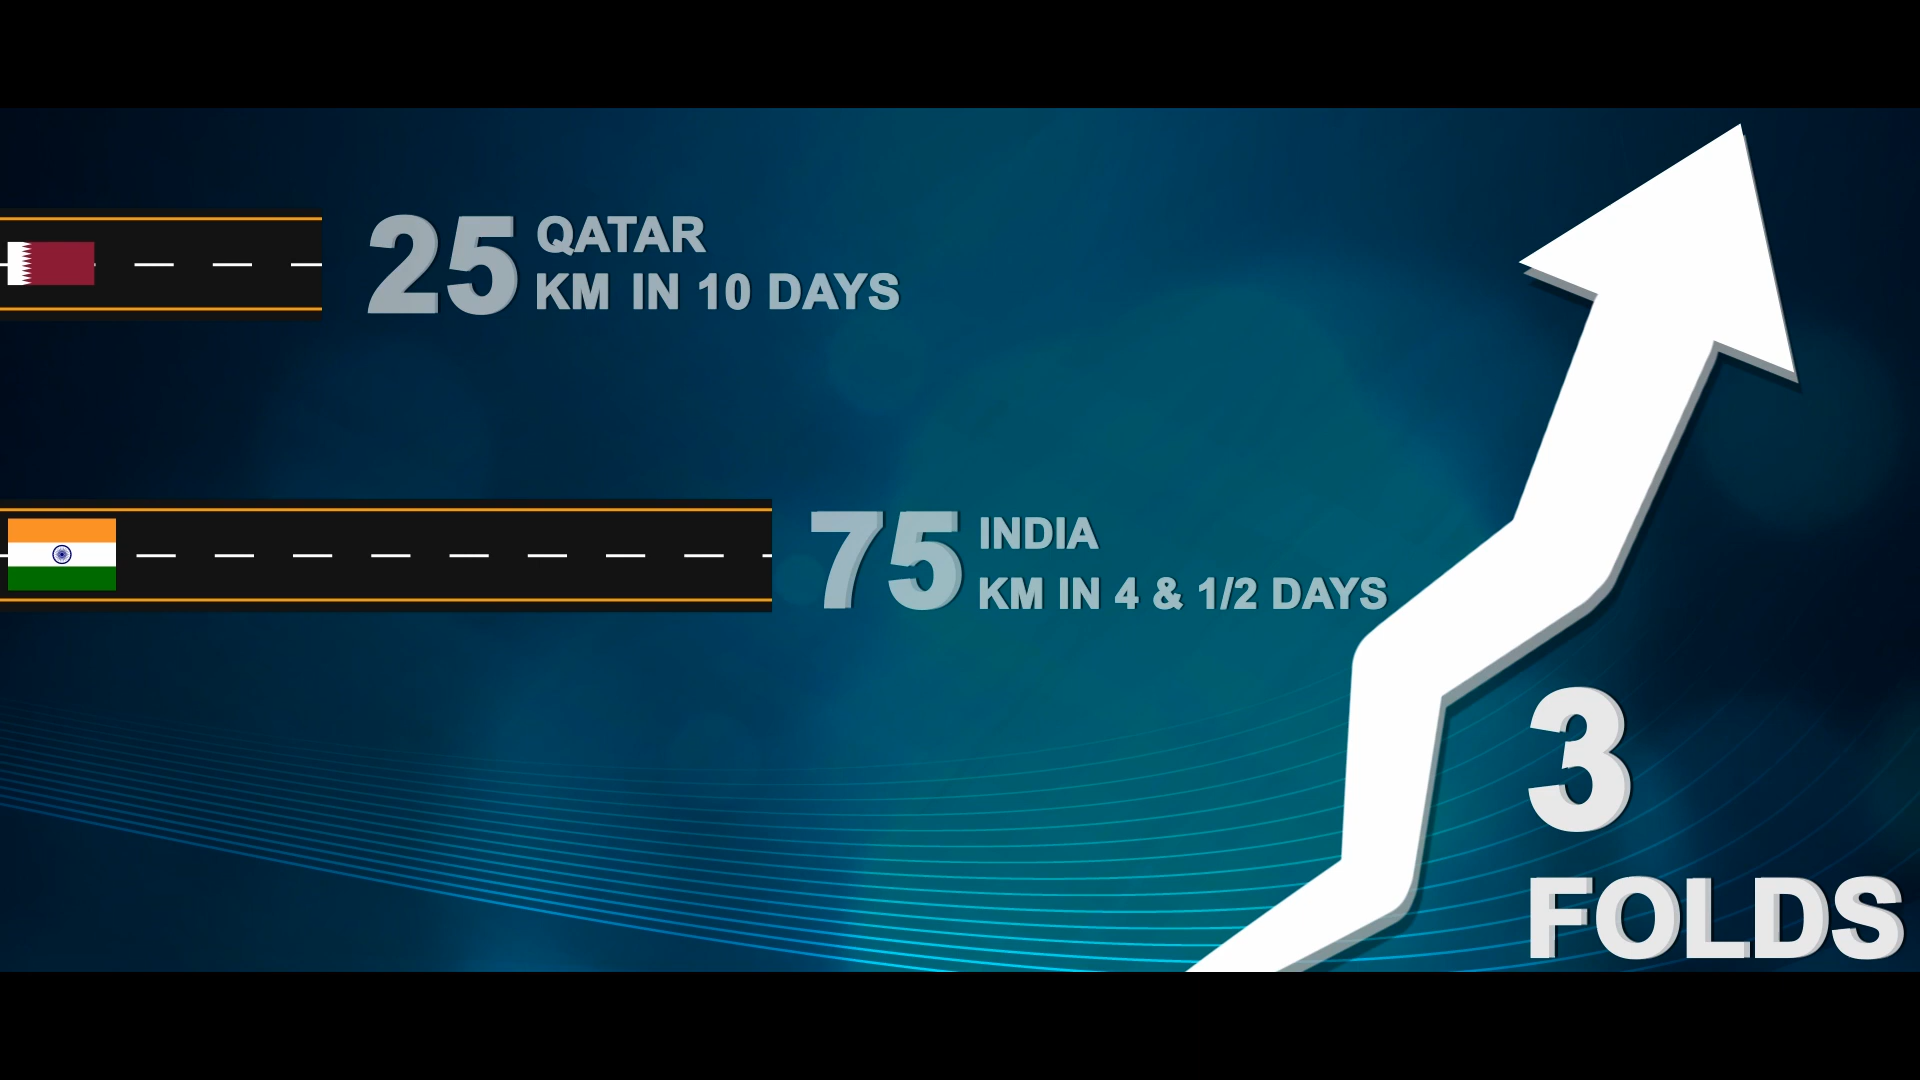 25
QATAR
KM IN 10 DAYS
75
INDIA
KM IN 4 & 1/2 DAYS
3
FOLDS